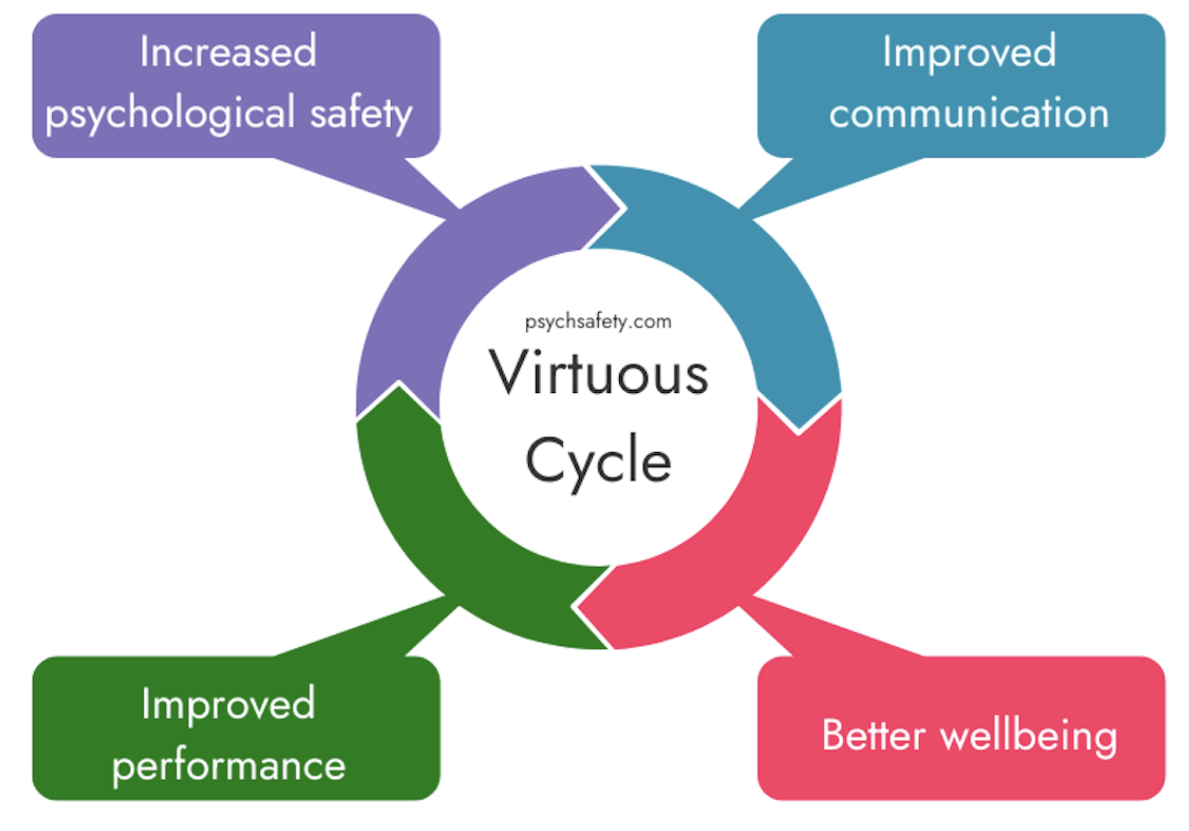 Increased
psychological safety
Improved
communication
psychsafety.com
Virtuous
Cycle
Improved
performance
Better wellbeing